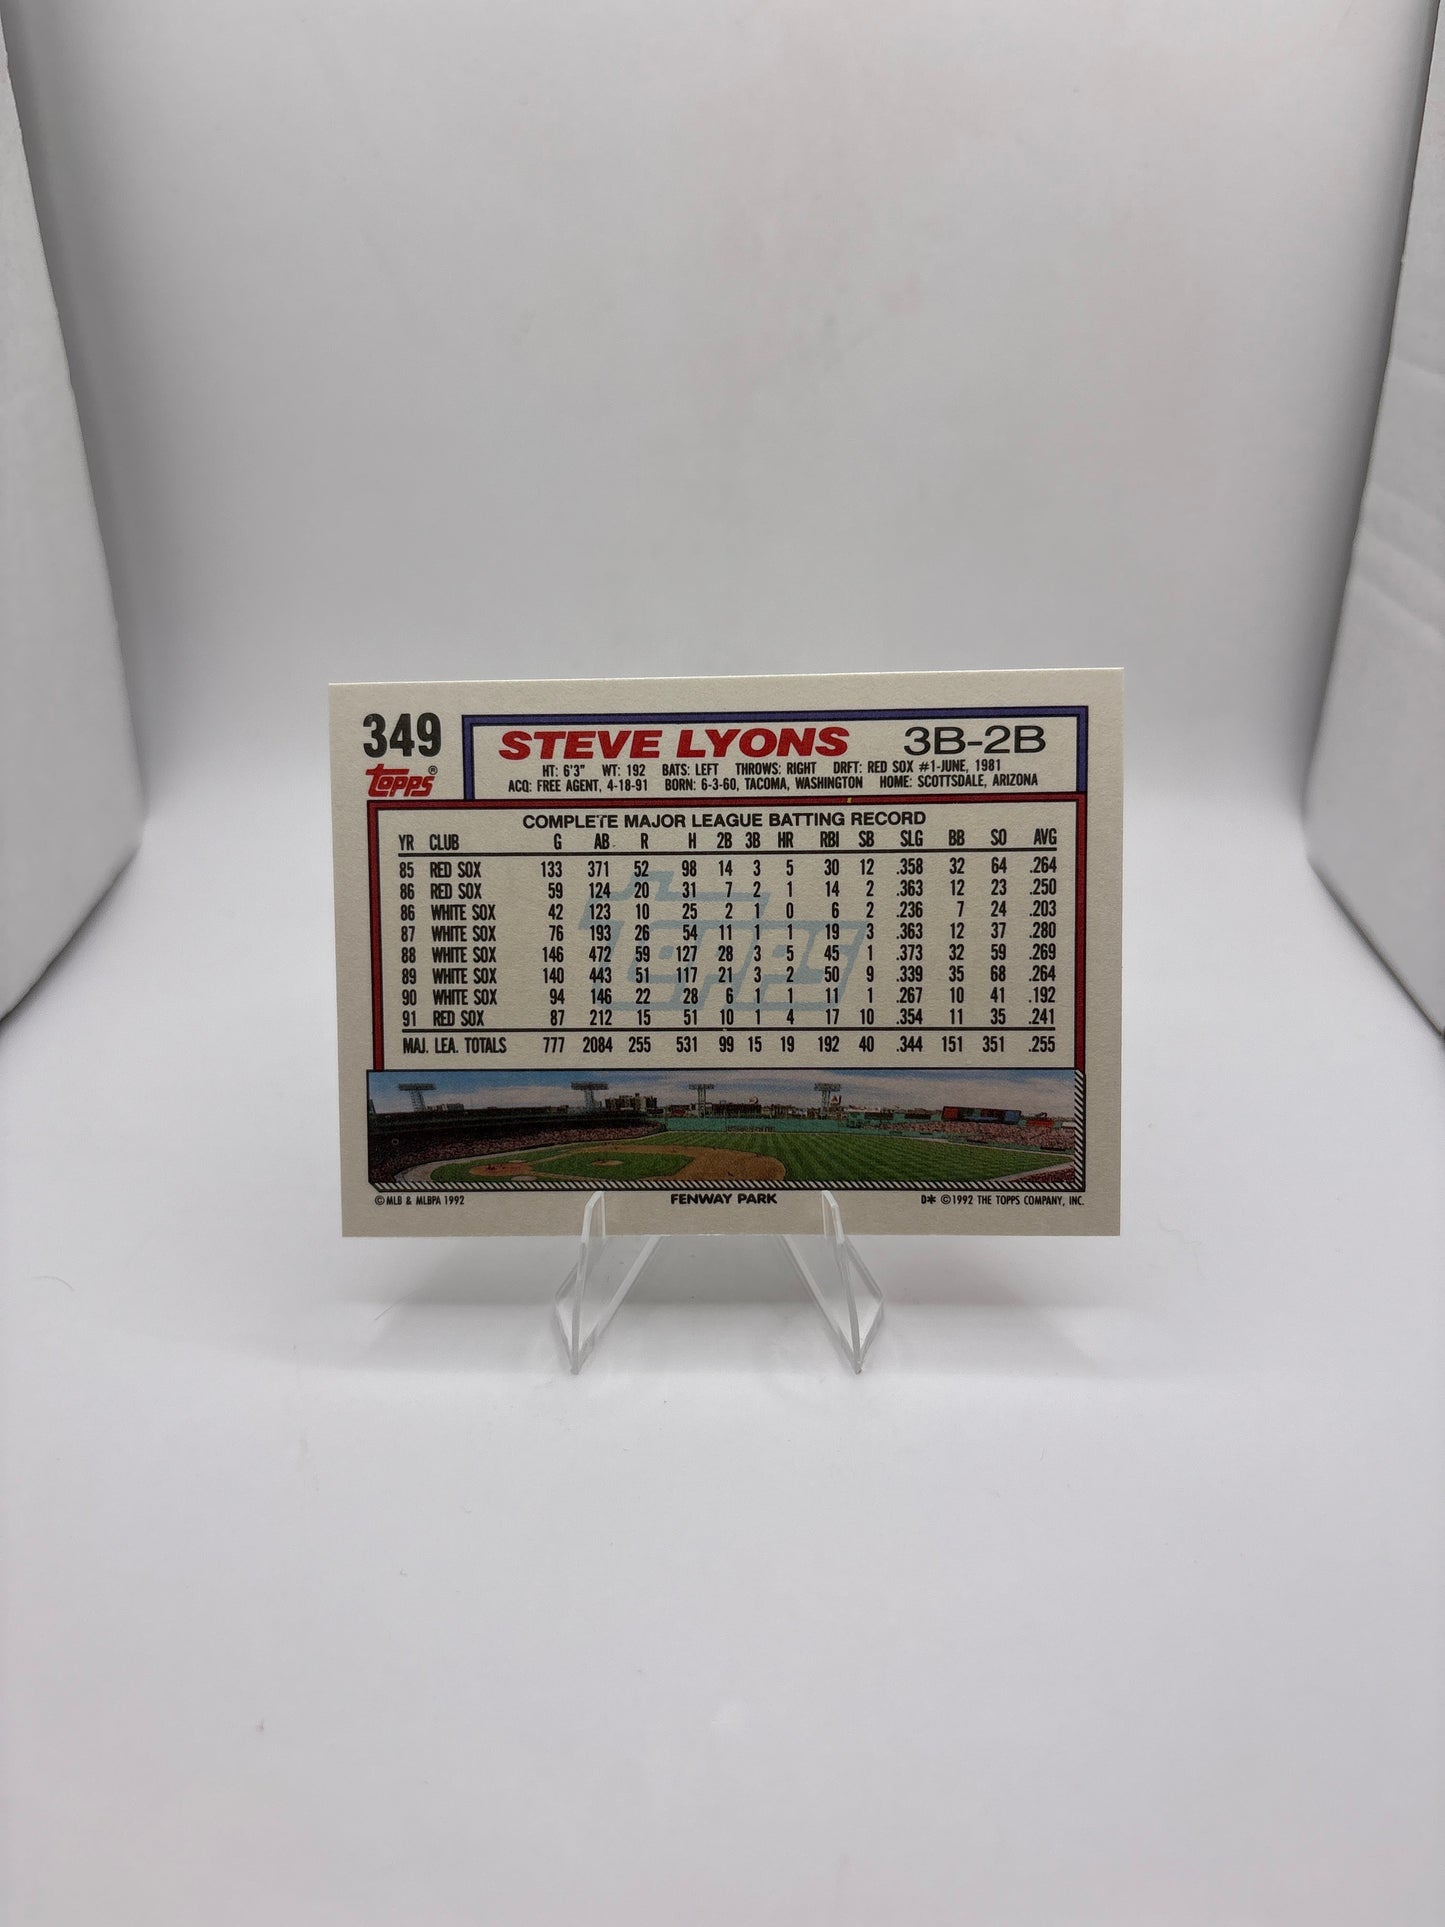 349
Topps®
STEVE LYONS 3B-2B
HT: 6'3" WT: 192 BATS: LEFT THROWS: RIGHT DRFT: RED SOX #1-JUNE, 1981
ACQ: FREE AGENT, 4-18-91 BORN: 6-3-60, TACOMA, WASHINGTON HOME: SCOTTSDALE, ARIZONA
COMPLETE MAJOR LEAGUE BATTING RECORD
YR CLUB G AB R H 2B 3B HR RBI SB SLG BB SO AVG
85 RED SOX 133 371 52 98 14 3 5 30 12 .358 32 64 .264
86 RED SOX 59 124 20 31 7 2 1 14 2 .363 12 23 .250
86 WHITE SOX 42 123 10 25 2 1 0 6 2 .236 7 24 .203
87 WHITE SOX 76 193 26 54 11 1 1 19 3 .363 12 37 .280
88 WHITE SOX 146 472 59 127 28 3 5 45 1 .373 32 59 .269
89 WHITE SOX 140 443 51 117 21 3 2 50 9 .339 35 68 .264
90 WHITE SOX 94 146 22 28 6 1 1 11 1 .267 10 41 .192
91 RED SOX 87 212 15 51 10 1 4 17 10 .354 11 35 .241
MAJ. LEA. TOTALS 777 2084 255 531 99 15 19 192 40 .344 151 351 .255
Topps
© MLB & MLBPA 1992 FENWAY PARK D* © 1992 THE TOPPS COMPANY, INC.